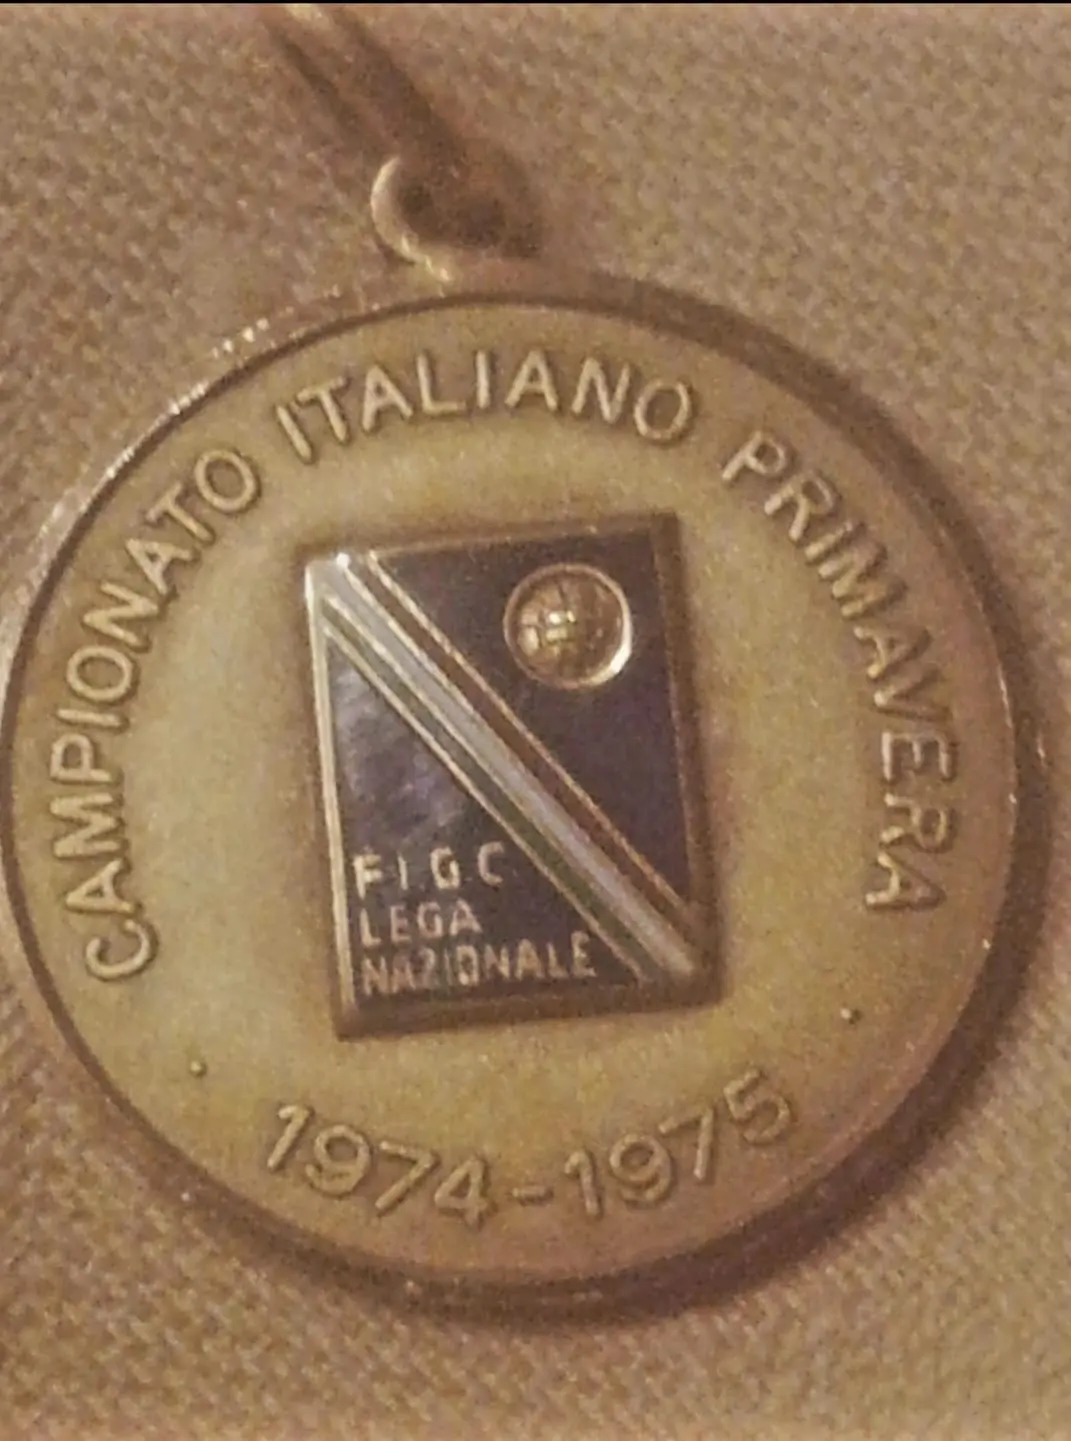 CAMPIONATO ITALIANO PRIMAVERA
F.I.G.C.
LEGA
NAZIONALE
1974-1975